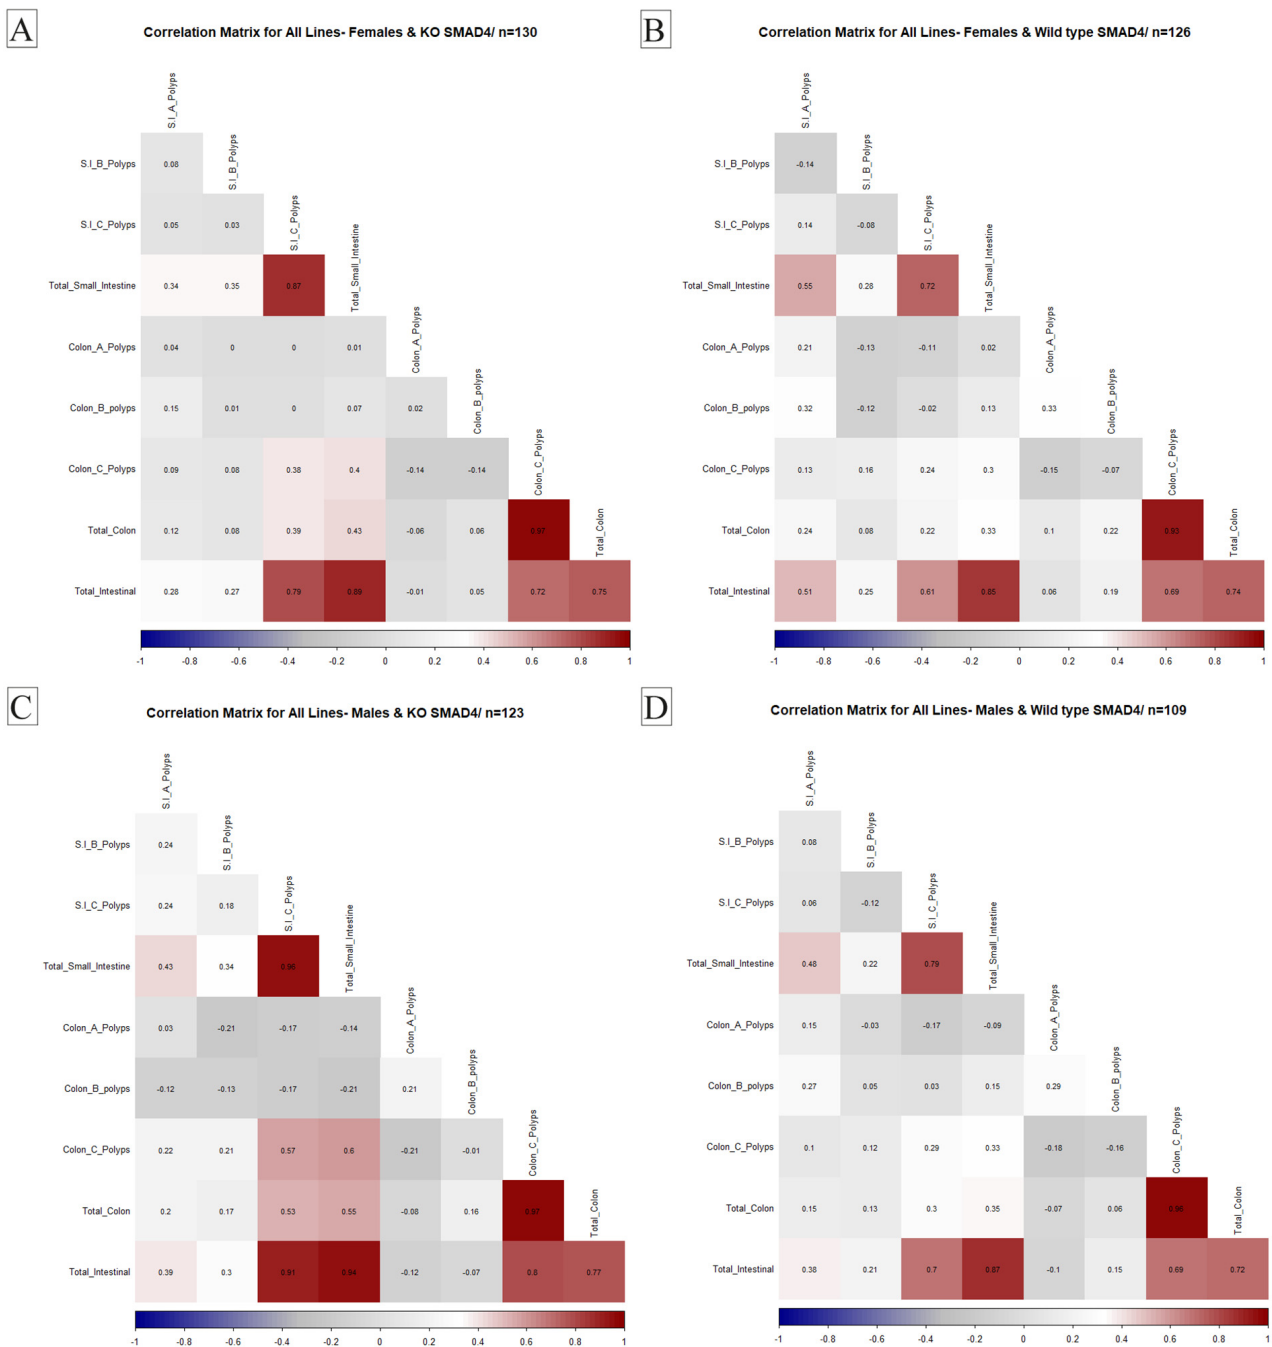 A
Correlation Matrix for All Lines- Females & KO SMAD4/ n=130
S.I_A_Polyps
S.I_B_Polyps 0.08 S.I_B_Polyps
S.I_C_Polyps 0.05 0.03 S.I_C_Polyps
Total_Small_Intestine 0.34 0.35 0.87 Total_Small_Intestine
Colon_A_Polyps 0.04 0 0 0.01 Colon_A_Polyps
Colon_B_polyps 0.15 0.01 0 0.07 0.02 Colon_B_polyps
Colon_C_Polyps 0.09 0.08 0.38 0.4 -0.14 -0.14 Colon_C_Polyps
Total_Colon 0.12 0.08 0.39 0.43 -0.06 0.06 0.97 Total_Colon
Total_Intestinal 0.28 0.27 0.79 0.89 -0.01 0.05 0.72 0.75
-1 -0.8 -0.6 -0.4 -0.2 0 0.2 0.4 0.6 0.8 1
B
Correlation Matrix for All Lines- Females & Wild type SMAD4/ n=126
S.I_A_Polyps
S.I_B_Polyps -0.14 S.I_B_Polyps
S.I_C_Polyps 0.14 -0.08 S.I_C_Polyps
Total_Small_Intestine 0.55 0.28 0.72 Total_Small_Intestine
Colon_A_Polyps 0.21 -0.13 -0.11 0.02 Colon_A_Polyps
Colon_B_polyps 0.32 -0.12 -0.02 0.13 0.33 Colon_B_polyps
Colon_C_Polyps 0.13 0.16 0.24 0.3 -0.15 -0.07 Colon_C_Polyps
Total_Colon 0.24 0.08 0.22 0.33 0.1 0.22 0.93 Total_Colon
Total_Intestinal 0.51 0.25 0.61 0.85 0.06 0.19 0.69 0.74
-1 -0.8 -0.6 -0.4 -0.2 0 0.2 0.4 0.6 0.8 1
C
Correlation Matrix for All Lines- Males & KO SMAD4/ n=123
S.I_A_Polyps
S.I_B_Polyps 0.24 S.I_B_Polyps
S.I_C_Polyps 0.24 0.18 S.I_C_Polyps
Total_Small_Intestine 0.43 0.34 0.96 Total_Small_Intestine
Colon_A_Polyps 0.03 -0.21 -0.17 -0.14 Colon_A_Polyps
Colon_B_polyps -0.12 -0.13 -0.17 -0.21 0.21 Colon_B_polyps
Colon_C_Polyps 0.22 0.21 0.57 0.6 -0.21 -0.01 Colon_C_Polyps
Total_Colon 0.2 0.17 0.53 0.55 -0.08 0.16 0.97 Total_Colon
Total_Intestinal 0.39 0.3 0.91 0.94 -0.12 -0.07 0.8 0.77
-1 -0.8 -0.6 -0.4 -0.2 0 0.2 0.4 0.6 0.8 1
D
Correlation Matrix for All Lines- Males & Wild type SMAD4/ n=109
S.I_A_Polyps
S.I_B_Polyps 0.08 S.I_B_Polyps
S.I_C_Polyps 0.06 -0.12 S.I_C_Polyps
Total_Small_Intestine 0.48 0.22 0.79 Total_Small_Intestine
Colon_A_Polyps 0.15 -0.03 -0.17 -0.09 Colon_A_Polyps
Colon_B_polyps 0.27 0.05 0.03 0.15 0.29 Colon_B_polyps
Colon_C_Polyps 0.1 0.12 0.29 0.33 -0.18 -0.16 Colon_C_Polyps
Total_Colon 0.15 0.13 0.3 0.35 -0.07 0.06 0.96 Total_Colon
Total_Intestinal 0.38 0.21 0.7 0.87 -0.1 0.15 0.69 0.72
-1 -0.8 -0.6 -0.4 -0.2 0 0.2 0.4 0.6 0.8 1